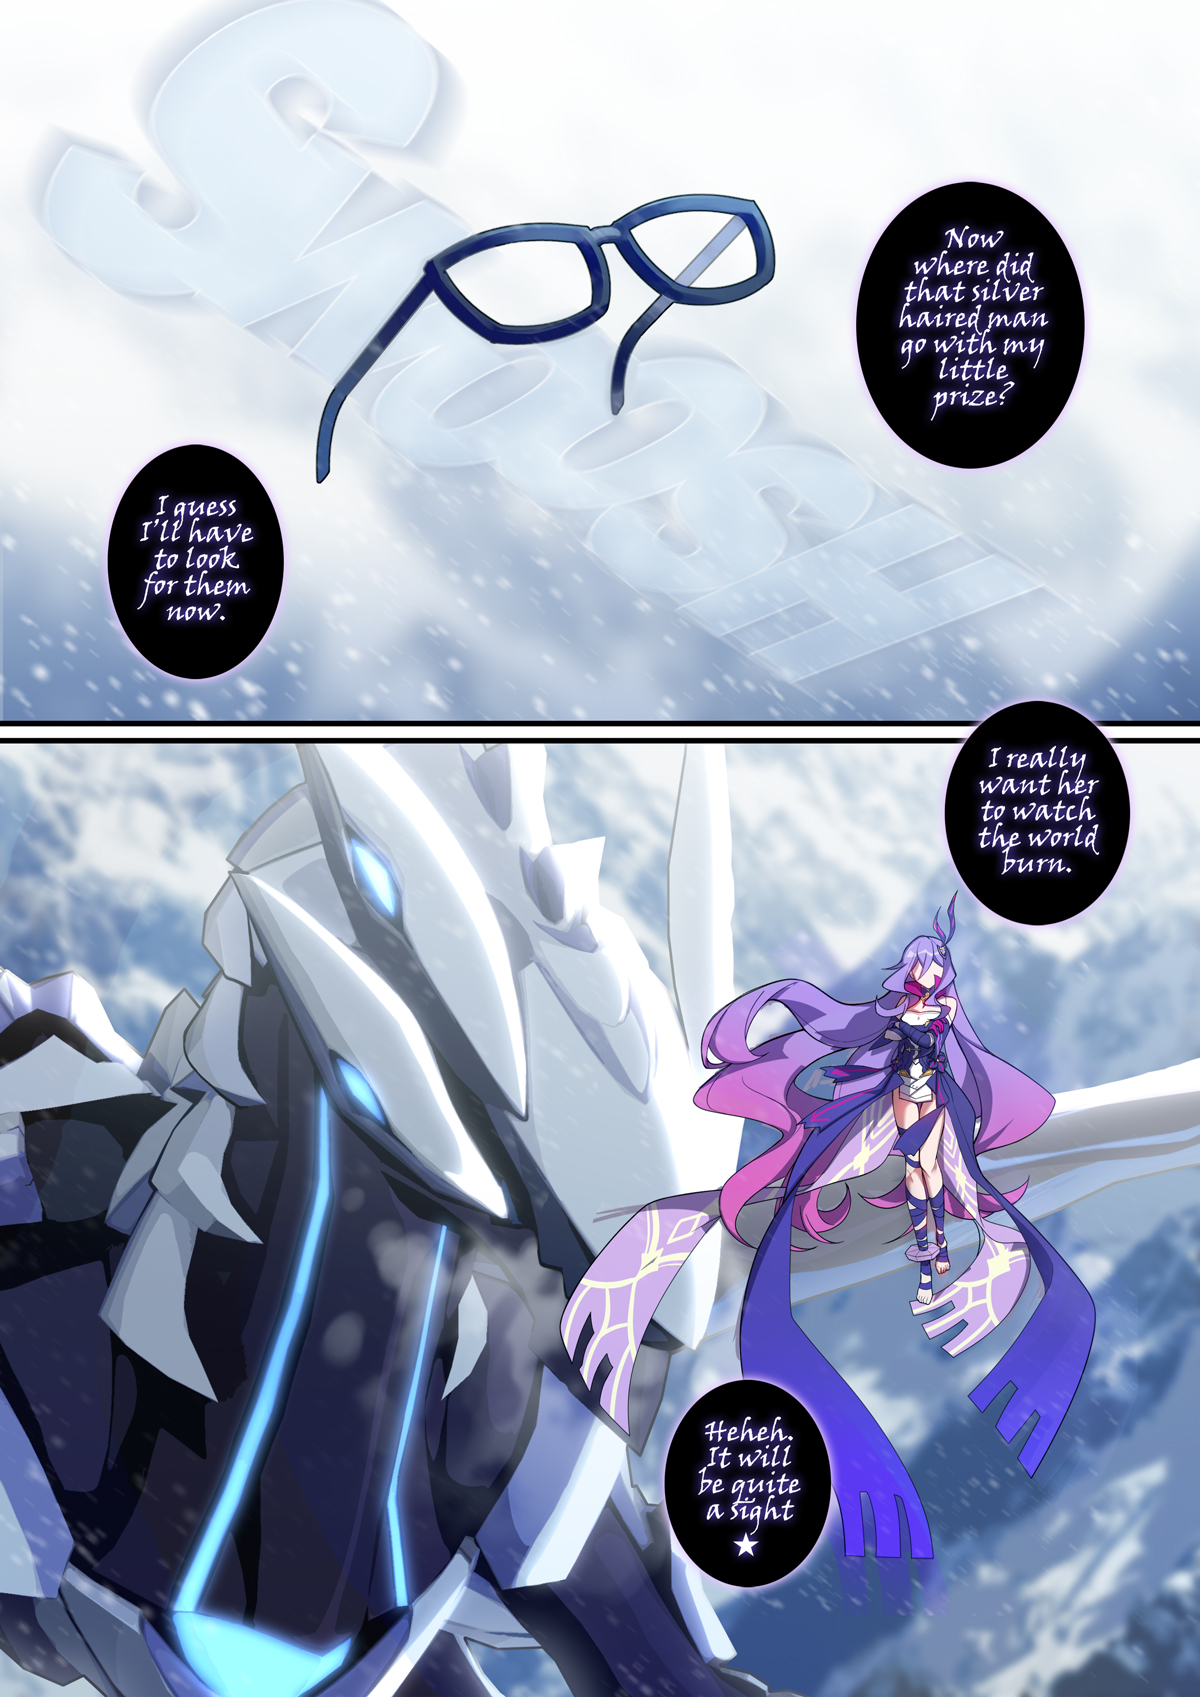 SWOOSH
Now
where did
that silver
haired man
go with my
little
prize?
I guess
I'll have
to look
for them
now.
I really
want her
to watch
the world
burn.
Heheh.
It will
be quite
a sight
★